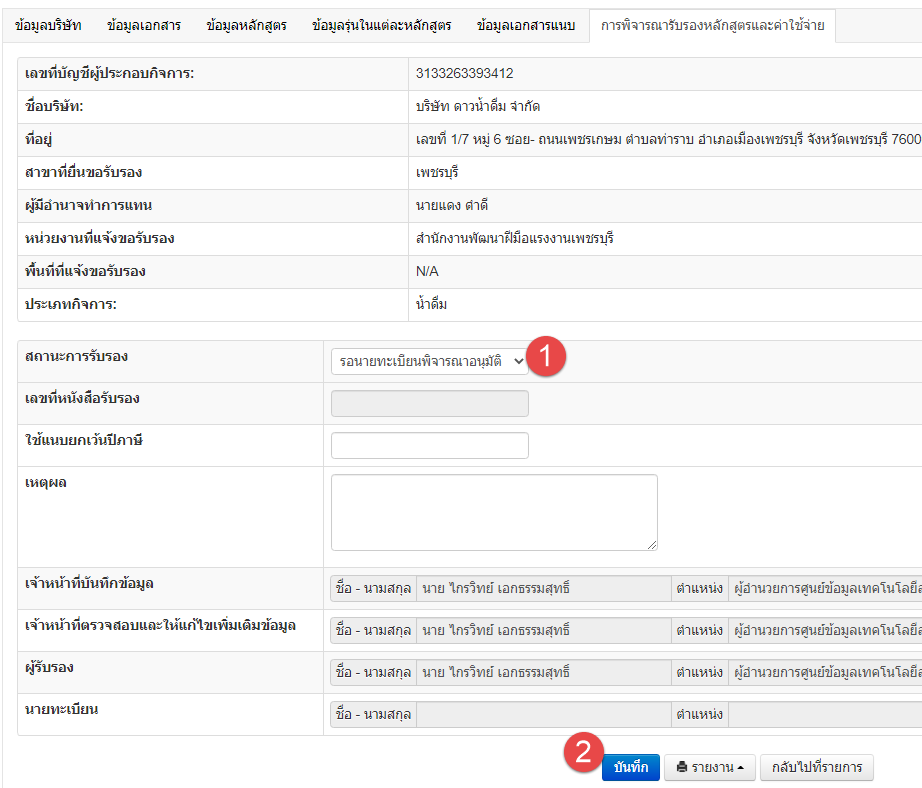 ข้อมูลบริษัท ข้อมูลเอกสาร ข้อมูลหลักสูตร ข้อมูลรุ่นในแต่ละหลักสูตร ข้อมูลเอกสารแนบ การพิจารณารับรองหลักสูตรและค่าใช้จ่าย
เลขที่บัญชีผู้ประกอบกิจการ: 3133263393412
ชื่อบริษัท: บริษัท ดาวน้ำดื่ม จำกัด
ที่อยู่ เลขที่ 1/7 หมู่ 6 ซอย- ถนนเพชรเกษม ตำบลท่าราบ อำเภอเมืองเพชรบุรี จังหวัดเพชรบุรี 7600
สาขาที่ยื่นขอรับรอง เพชรบุรี
ผู้มีอำนาจทำการแทน นายแดง คำดี
หน่วยงานที่แจ้งขอรับรอง สำนักงานพัฒนาฝีมือแรงงานเพชรบุรี
พื้นที่ที่แจ้งขอรับรอง N/A
ประเภทกิจการ: น้ำดื่ม
สถานะการรับรอง รอนายทะเบียนพิจารณาอนุมัติ 1
เลขที่หนังสือรับรอง
ใช้แนบยกเว้นปีภาษี
เหตุผล
เจ้าหน้าที่บันทึกข้อมูล ชื่อ - นามสกุล นาย ไกรวิทย์ เอกธรรมสุทธิ์ ตำแหน่ง ผู้อำนวยการศูนย์ข้อมูลเทคโนโลยีส
เจ้าหน้าที่ตรวจสอบและให้แก้ไขเพิ่มเติมข้อมูล ชื่อ - นามสกุล นาย ไกรวิทย์ เอกธรรมสุทธิ์ ตำแหน่ง ผู้อำนวยการศูนย์ข้อมูลเทคโนโลยีส
ผู้รับรอง ชื่อ - นามสกุล นาย ไกรวิทย์ เอกธรรมสุทธิ์ ตำแหน่ง ผู้อำนวยการศูนย์ข้อมูลเทคโนโลยีส
นายทะเบียน ชื่อ - นามสกุล ตำแหน่ง
2 บันทึก รายงาน กลับไปที่รายการ